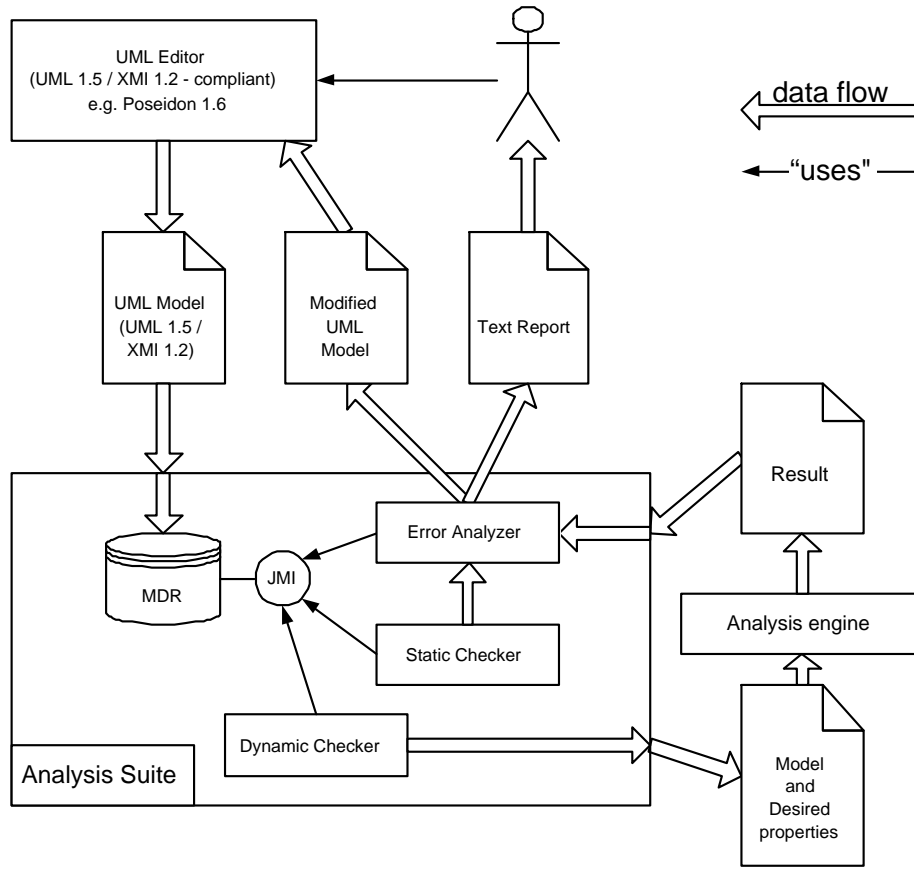 UML Editor
(UML 1.5 / XMI 1.2 - compliant)
e.g. Poseidon 1.6
data flow
“uses"
UML Model
(UML 1.5 /
XMI 1.2)
Modified
UML
Model
Text Report
Result
Error Analyzer
MDR
JMI
Static Checker
Analysis engine
Dynamic Checker
Analysis Suite
Model
and
Desired
properties